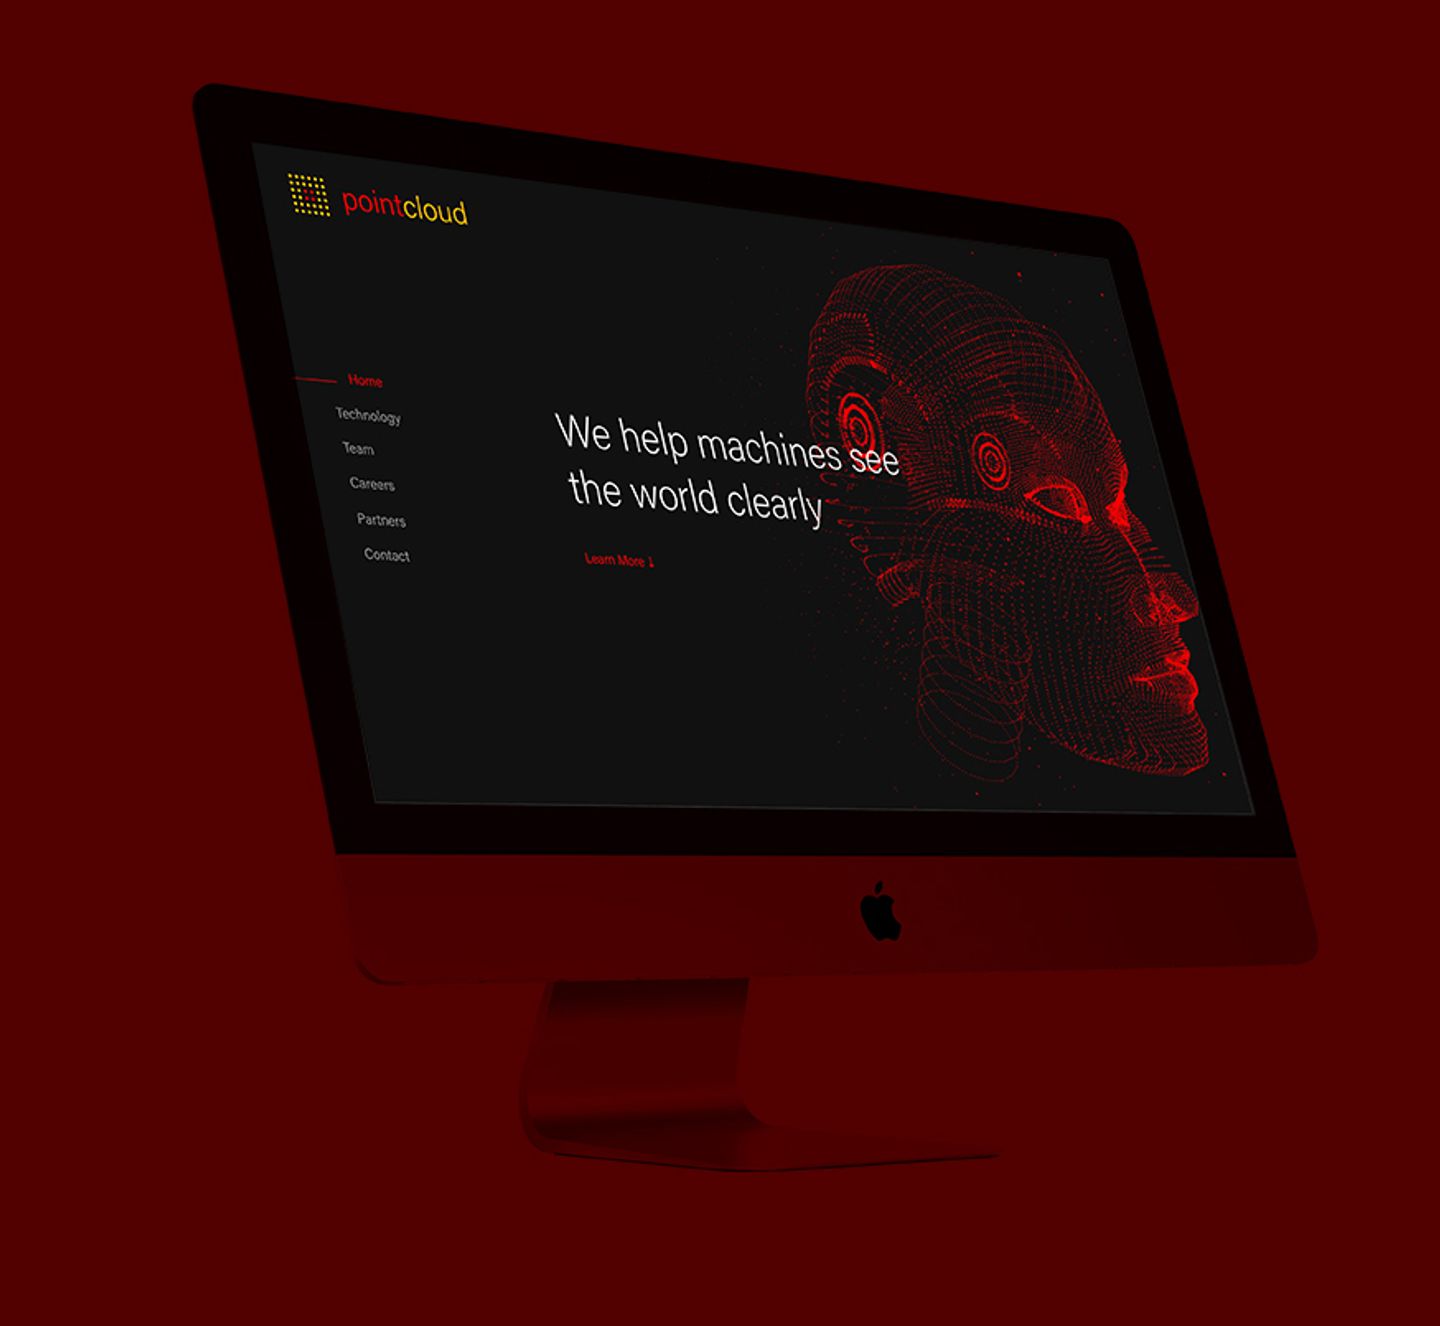 pointcloud
Home
Technology
Team
Careers
Partners
Contact
We help machines see
the world clearly
Learn More ↓